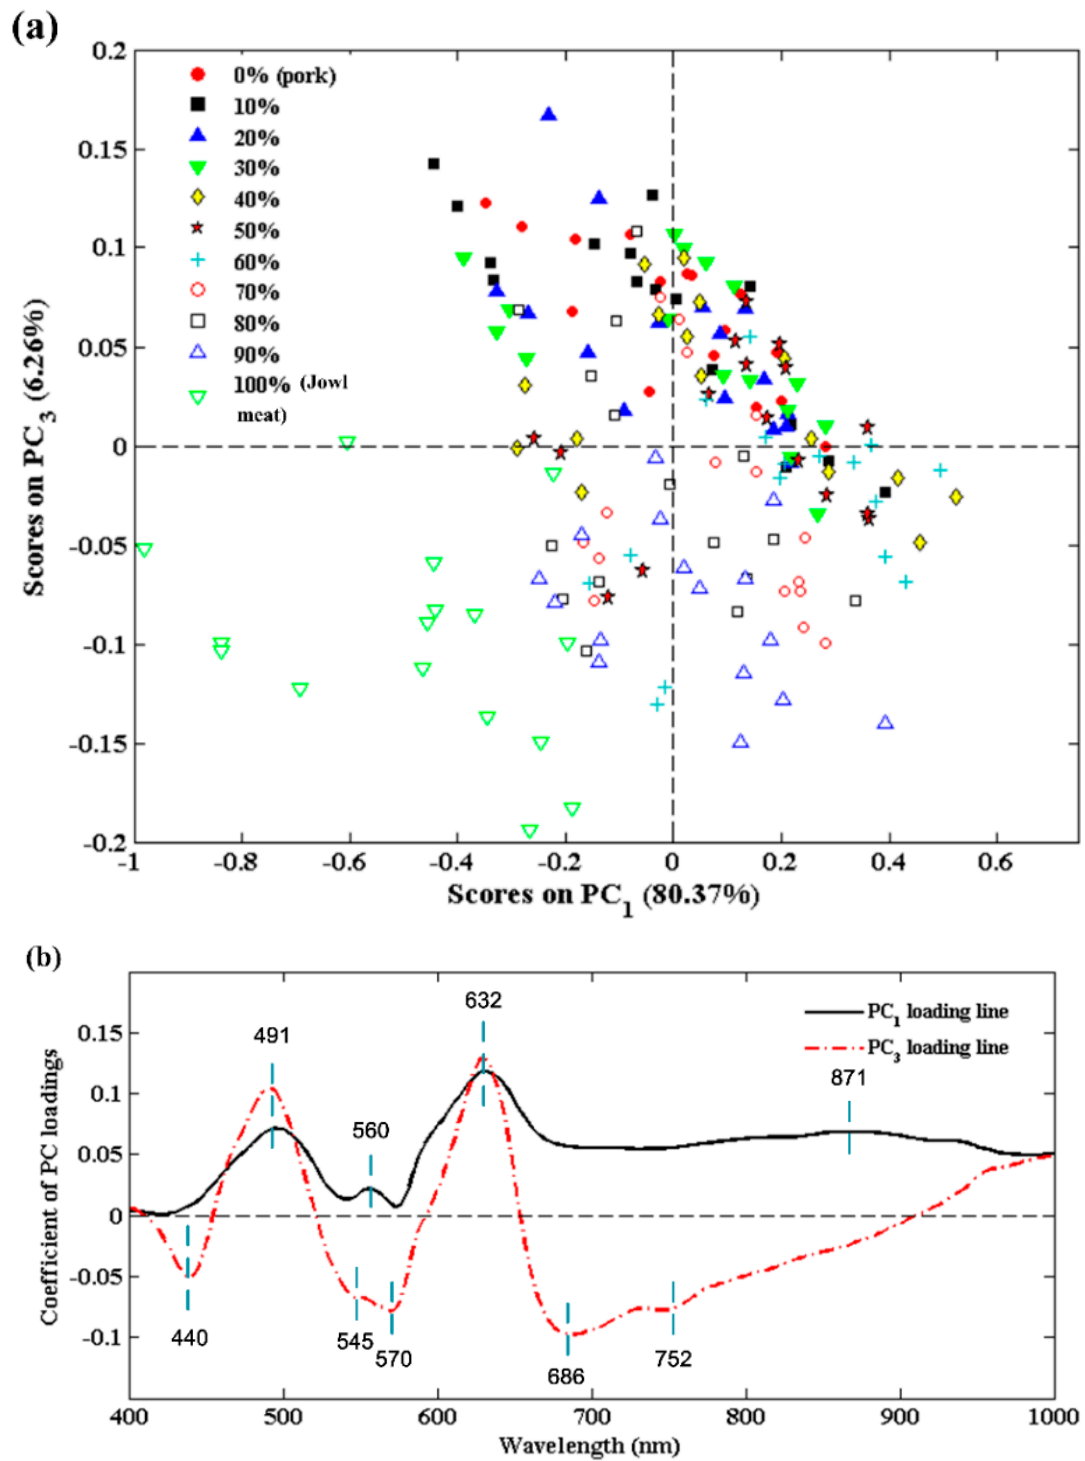 (a)
0.2
0.15
0.1
0.05
0
-0.05
-0.1
-0.15
-0.2
Scores on PC3 (6.26%)
0% (pork)
10%
20%
30%
40%
50%
60%
70%
80%
90%
100% (Jowl
meat)
-1 -0.8 -0.6 -0.4 -0.2 0 0.2 0.4 0.6
Scores on PC1 (80.37%)
(b)
0.15
0.1
0.05
0
-0.05
-0.1
Coefficient of PC loadings
PC1 loading line
PC3 loading line
632
491
871
560
440
545
570
686
752
400 500 600 700 800 900 1000
Wavelength (nm)